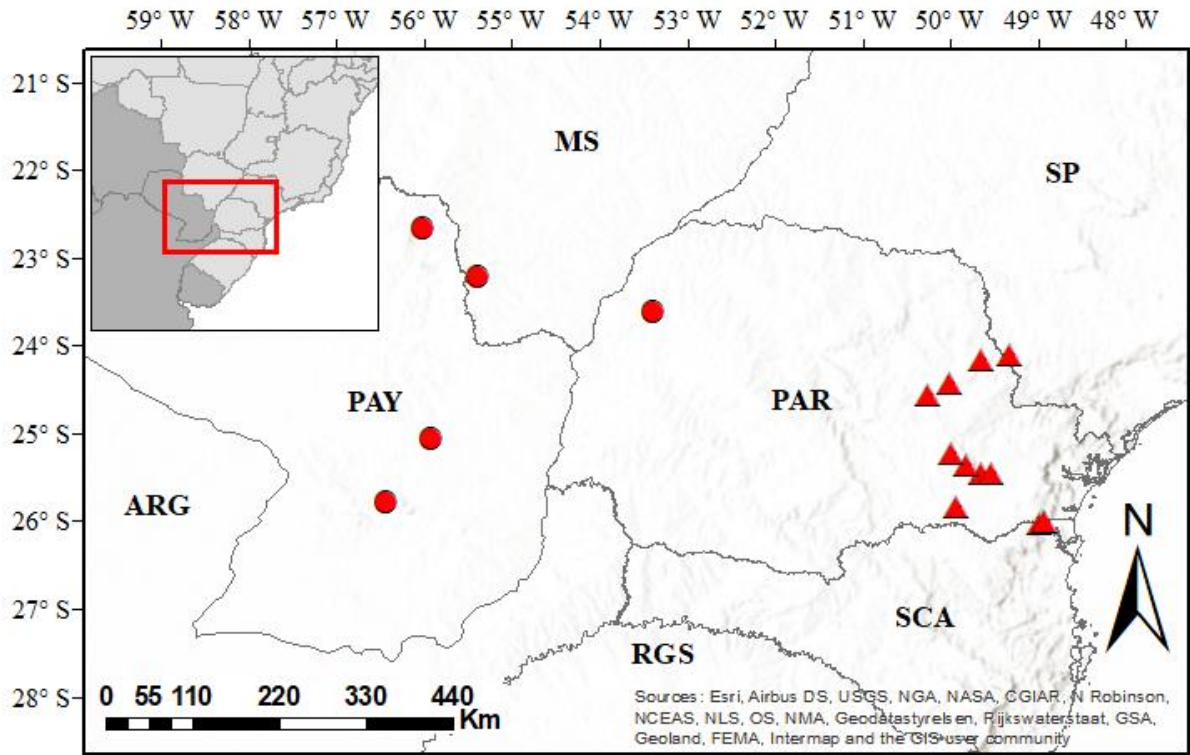 59° W 58° W 57° W 56° W 55° W 54° W 53° W 52° W 51° W 50° W 49° W 48° W
21° S
22° S
23° S
24° S
25° S
26° S
27° S
28° S
MS
SP
PAY
PAR
ARG
N
SCA
RGS
0 55 110 220 330 440
Km
Sources: Esri, Airbus DS, USGS, NGA, NASA, CGIAR, N Robinson,
NCEAS, NLS, OS, NMA, Geodatastyrelsen, Rijkswaterstaat, GSA,
Geoland, FEMA, Intermap and the GIS user community